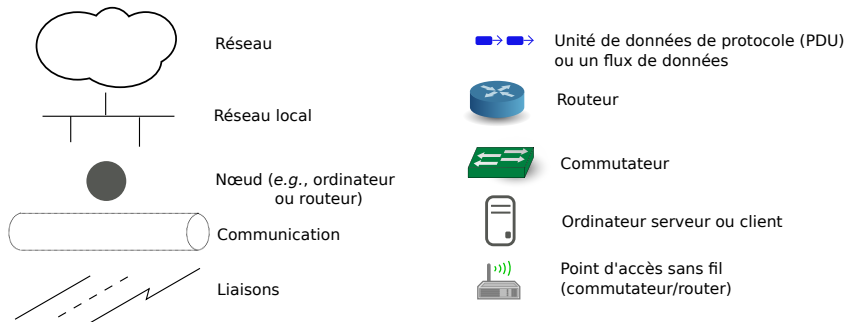 Réseau
Réseau local
Nœud (e.g., ordinateur
ou routeur)
Communication
Liaisons
Unité de données de protocole (PDU)
ou un flux de données
Routeur
Commutateur
Ordinateur serveur ou client
Point d'accès sans fil
(commutateur/router)